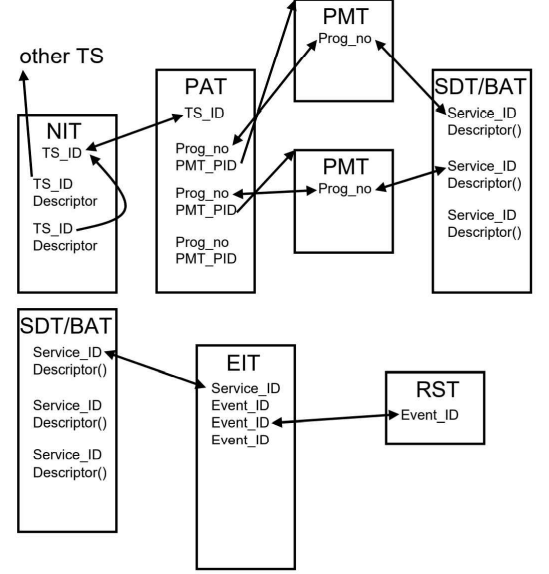 other TS
NIT
TS_ID
TS_ID
Descriptor
TS_ID
Descriptor
PAT
TS_ID
Prog_no
PMT_PID
Prog_no
PMT_PID
Prog_no
PMT_PID
PMT
Prog_no
PMT
Prog_no
SDT/BAT
Service_ID
Descriptor()
Service_ID
Descriptor()
Service_ID
Descriptor()
SDT/BAT
Service_ID
Descriptor()
Service_ID
Descriptor()
Service_ID
Descriptor()
EIT
Service_ID
Event_ID
Event_ID
Event_ID
RST
Event_ID